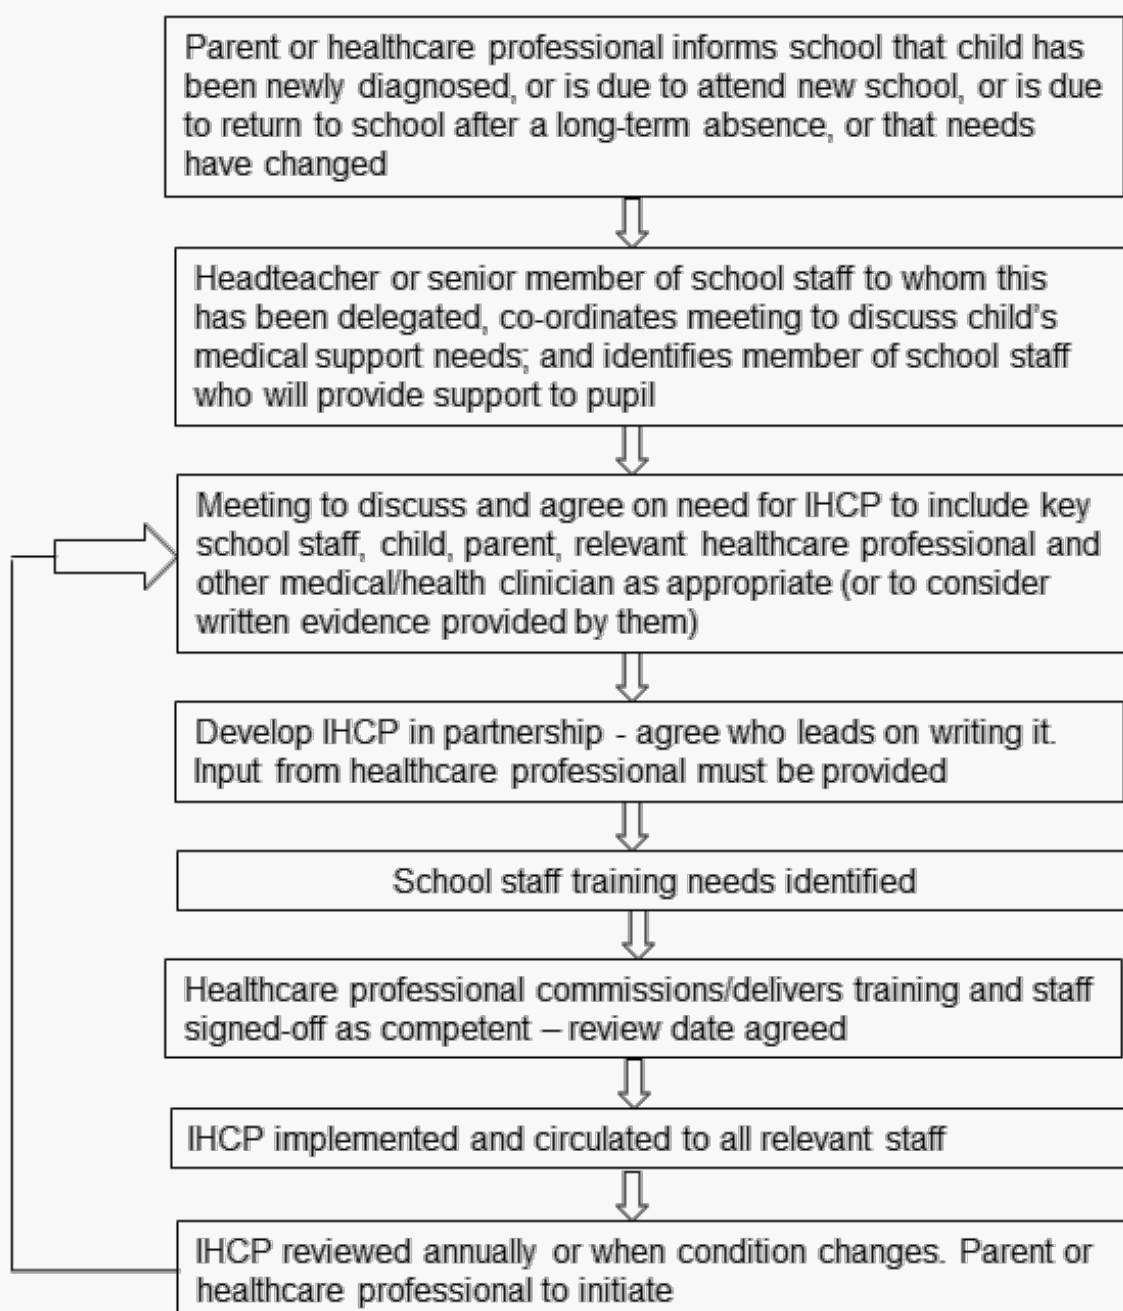 Parent or healthcare professional informs school that child has
been newly diagnosed, or is due to attend new school, or is due
to return to school after a long-term absence, or that needs
have changed
Headteacher or senior member of school staff to whom this
has been delegated, co-ordinates meeting to discuss child's
medical support needs; and identifies member of school staff
who will provide support to pupil
Meeting to discuss and agree on need for IHCP to include key
school staff, child, parent, relevant healthcare professional and
other medical/health clinician as appropriate (or to consider
written evidence provided by them)
Develop IHCP in partnership - agree who leads on writing it.
Input from healthcare professional must be provided
School staff training needs identified
Healthcare professional commissions/delivers training and staff
signed-off as competent – review date agreed
IHCP implemented and circulated to all relevant staff
IHCP reviewed annually or when condition changes. Parent or
healthcare professional to initiate